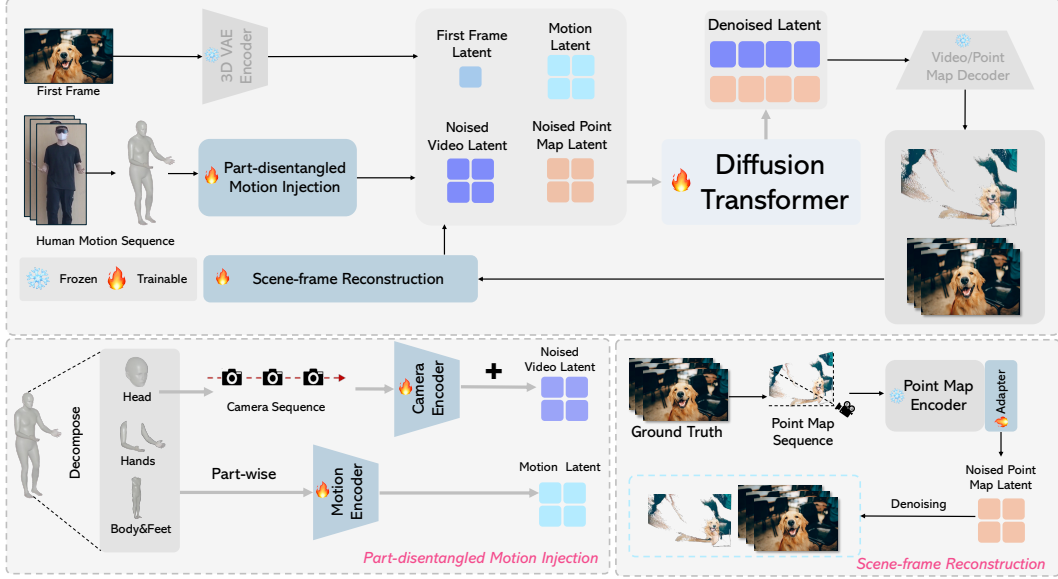 First Frame
3D VAE
Encoder
First Frame
Latent
Motion
Latent
Denoised Latent
Video/Point
Map Decoder
Human Motion Sequence
Part-disentangled
Motion Injection
Noised
Video Latent
Noised Point
Map Latent
Diffusion
Transformer
Frozen
Trainable
Scene-frame Reconstruction
Decompose
Head
Hands
Body&Feet
Camera Sequence
Camera
Encoder
+
Noised
Video Latent
Part-wise
Motion
Encoder
Motion Latent
Part-disentangled Motion Injection
Ground Truth
Point Map
Sequence
Point Map
Encoder
Adapter
Noised Point
Map Latent
Denoising
Scene-frame Reconstruction